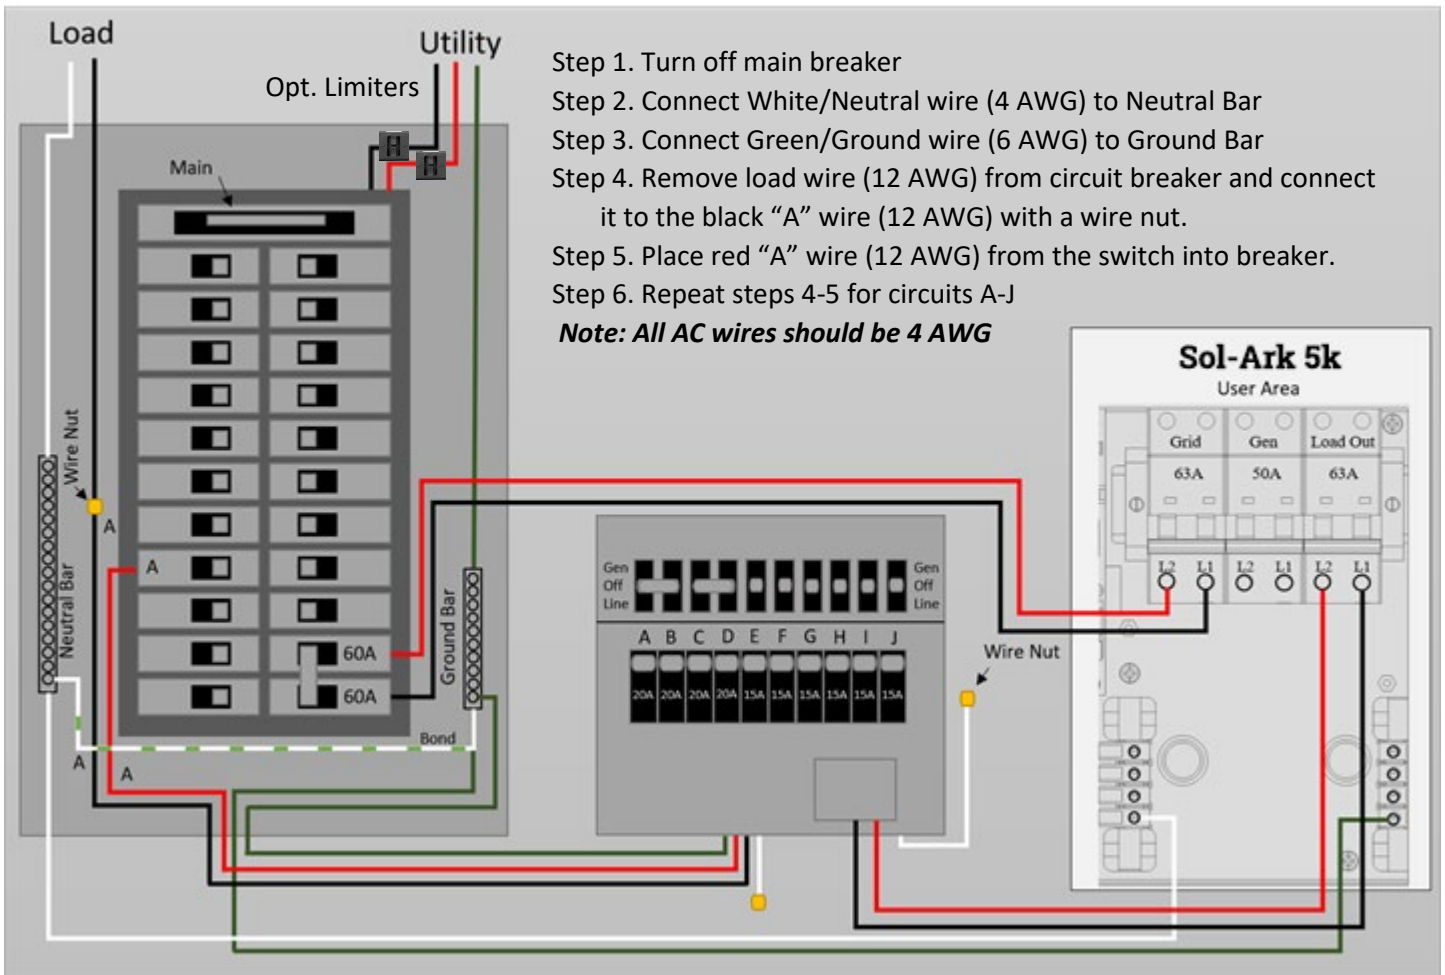 Load
Utility
Opt. Limiters
Step 1. Turn off main breaker
Step 2. Connect White/Neutral wire (4 AWG) to Neutral Bar
Step 3. Connect Green/Ground wire (6 AWG) to Ground Bar
Step 4. Remove load wire (12 AWG) from circuit breaker and connect
it to the black “A” wire (12 AWG) with a wire nut.
Step 5. Place red “A” wire (12 AWG) from the switch into breaker.
Step 6. Repeat steps 4-5 for circuits A-J
Note: All AC wires should be 4 AWG
Main
Wire Nut
A
A
Neutral Bar
Ground Bar
60A
60A
Bond
A
A
Gen
Off
Line
Gen
Off
Line
A B C D E F G H I J
20A 20A 20A 20A 15A 15A 15A 15A 15A 15A
Wire Nut
Sol-Ark 5k
User Area
Grid Gen Load Out
63A 50A 63A
L2 L1 L2 L1 L2 L1